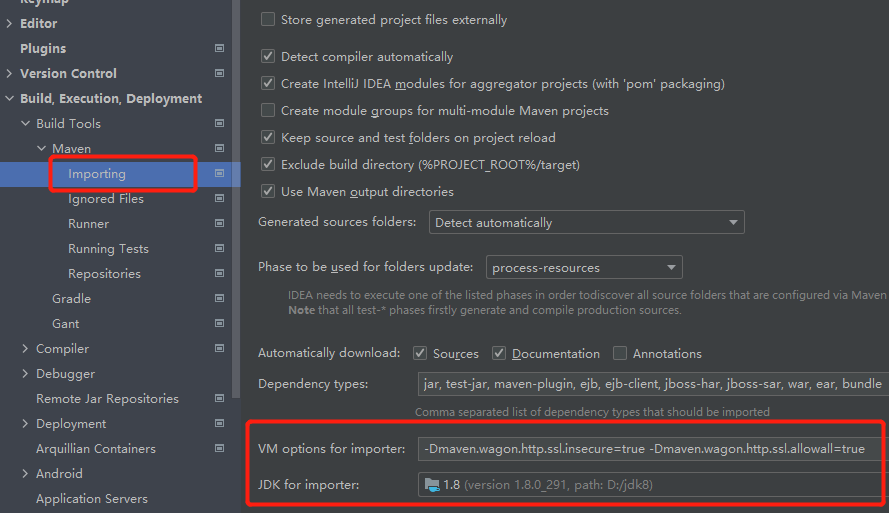 Keymap
Editor
Plugins
Version Control
Build, Execution, Deployment
Build Tools
Maven
Importing
Ignored Files
Runner
Running Tests
Repositories
Gradle
Gant
Compiler
Debugger
Remote Jar Repositories
Deployment
Arquillian Containers
Android
Application Servers
Store generated project files externally
Detect compiler automatically
Create IntelliJ IDEA modules for aggregator projects (with 'pom' packaging)
Create module groups for multi-module Maven projects
Keep source and test folders on project reload
Exclude build directory (%PROJECT_ROOT%/target)
Use Maven output directories
Generated sources folders: Detect automatically
Phase to be used for folders update: process-resources
IDEA needs to execute one of the listed phases in order todiscover all source folders that are configured via Maven
Note that all test-* phases firstly generate and compile production sources.
Automatically download: Sources Documentation Annotations
Dependency types: jar, test-jar, maven-plugin, ejb, ejb-client, jboss-har, jboss-sar, war, ear, bundle
Comma separated list of dependency types that should be imported
VM options for importer: -Dmaven.wagon.http.ssl.insecure=true -Dmaven.wagon.http.ssl.allowall=true
JDK for importer: 1.8 (version 1.8.0_291, path: D:/jdk8)